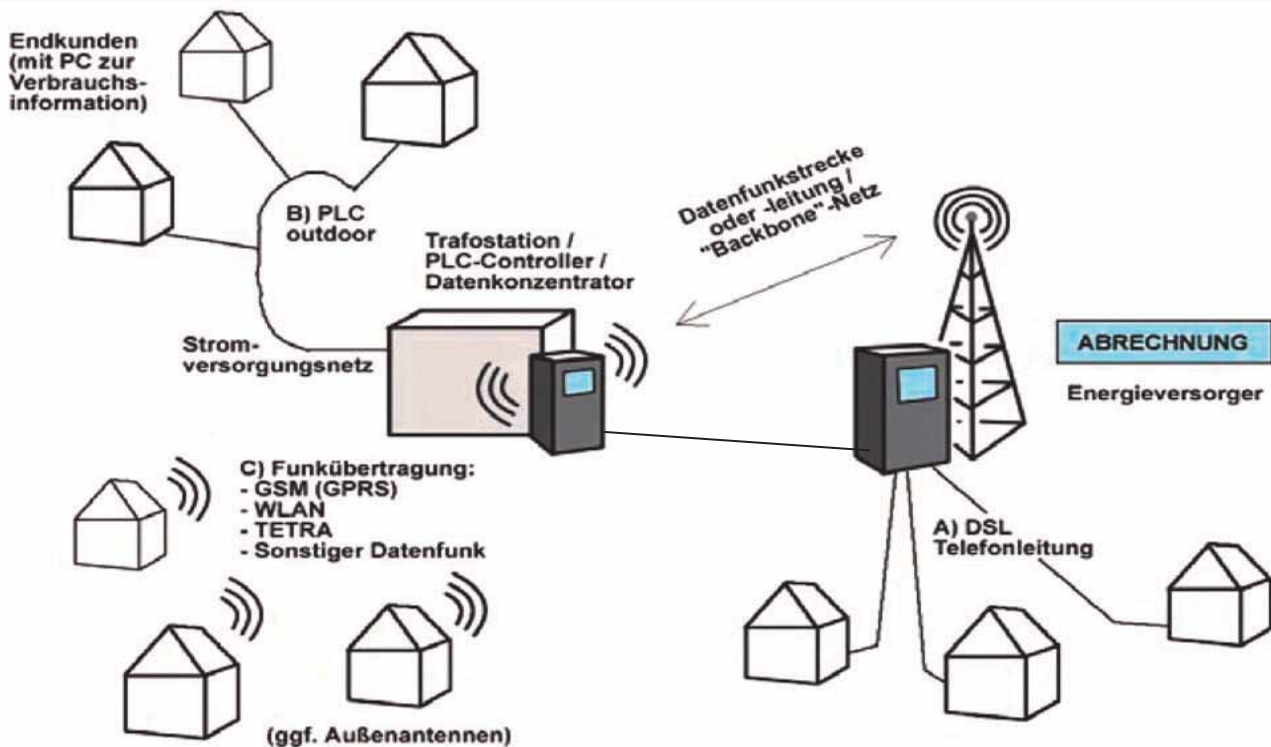 Endkunden
(mit PC zur
Verbrauchs-
information)
B) PLC
outdoor
Trafostation /
PLC-Controller /
Datenkonzentrator
Strom-
versorgungsnetz
Datenfunkstrecke
oder -leitung /
"Backbone"-Netz
ABRECHNUNG
Energieversorger
C) Funkübertragung:
- GSM (GPRS)
- WLAN
- TETRA
- Sonstiger Datenfunk
(ggf. Außenantennen)
A) DSL
Telefonleitung